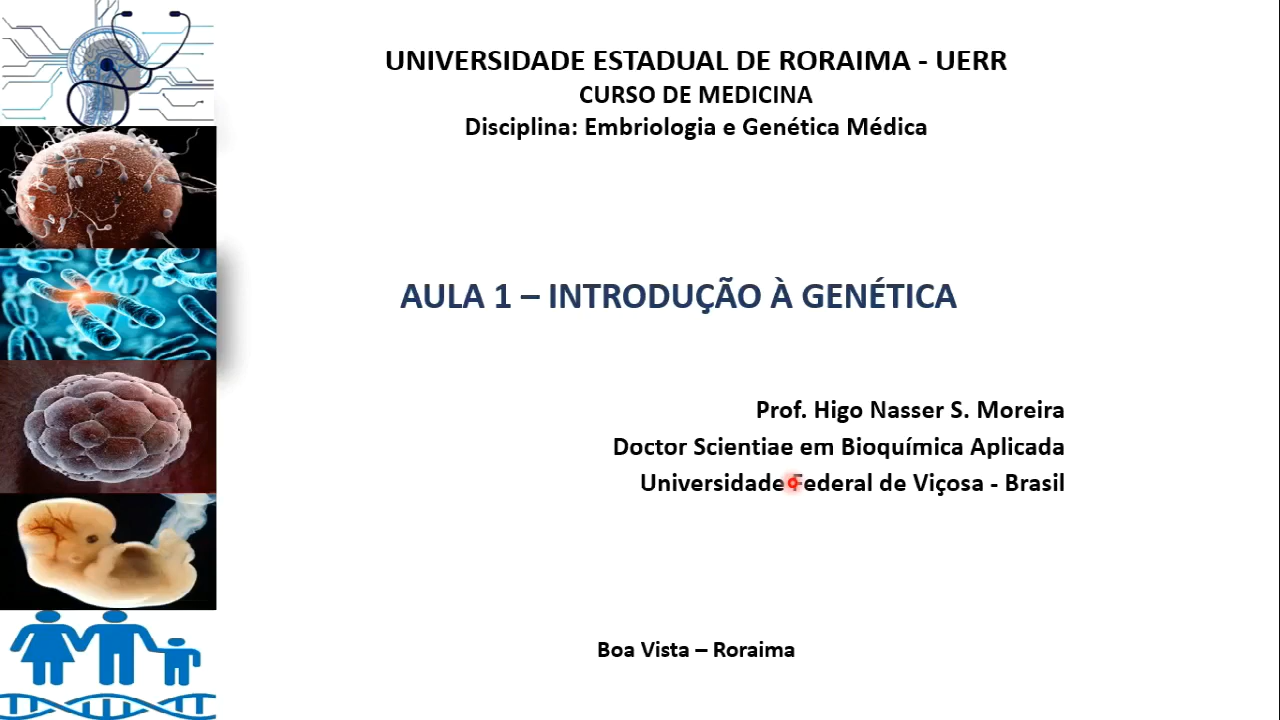 UNIVERSIDADE ESTADUAL DE RORAIMA - UERR
CURSO DE MEDICINA
Disciplina: Embriologia e Genética Médica
AULA 1 – INTRODUÇÃO À GENÉTICA
Prof. Higo Nasser S. Moreira
Doctor Scientiae em Bioquímica Aplicada
Universidade Federal de Viçosa - Brasil
Boa Vista – Roraima